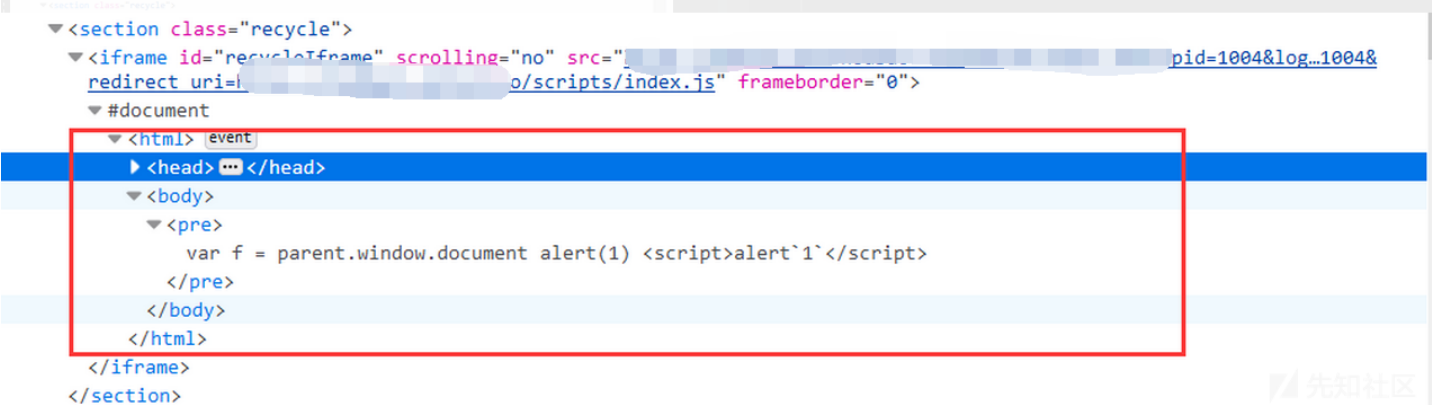 <section class="recycle">
<iframe id="recycleIframe" scrolling="no" src="pid=1004&log…1004&
redirect_uri=h o/scripts/index.js" frameborder="0">
#document
<html> event
<head> ••• </head>
<body>
<pre>
var f = parent.window.document alert(1) <script>alert`1`</script>
</pre>
</body>
</html>
</iframe>
</section>
先知社区